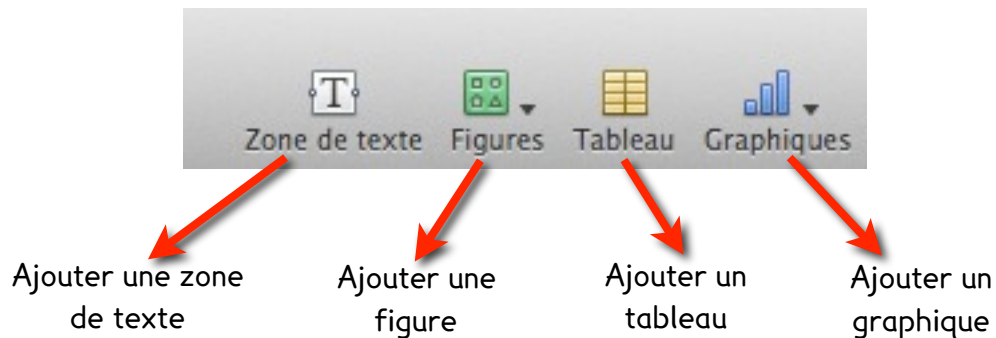 T
Zone de texte Figures Tableau Graphiques
Ajouter une zone de texte
Ajouter une figure
Ajouter un tableau
Ajouter un graphique